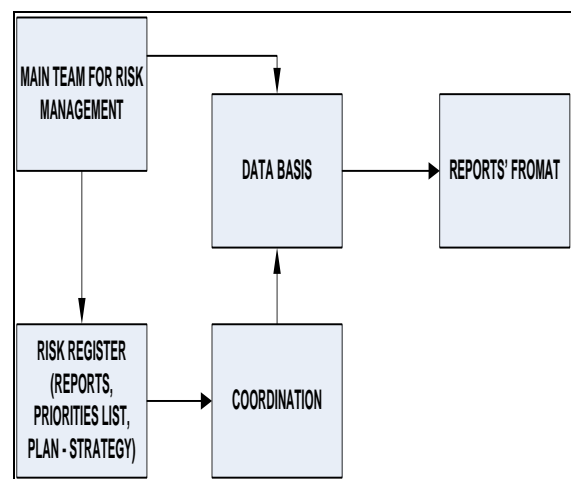 MAIN TEAM FOR RISK
MANAGEMENT
DATA BASIS
REPORTS' FROMAT
RISK REGISTER
(REPORTS,
PRIORITIES LIST,
PLAN - STRATEGY)
COORDINATION